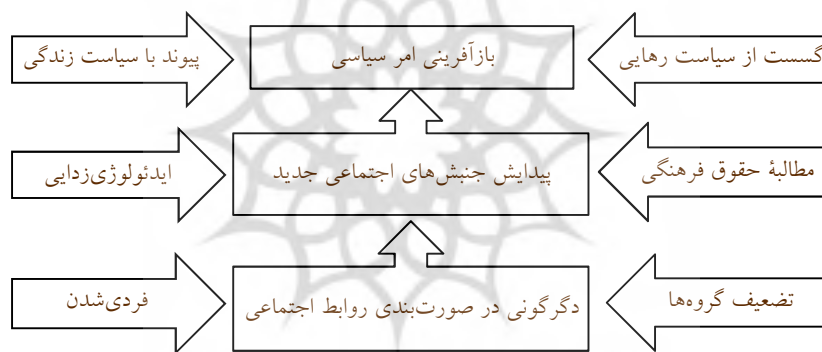 گسست از سیاست رهایی
بازآفرینی امر سیاسی
پیوند با سیاست زندگی
مطالبهٔ حقوق فرهنگی
پیدایش جنبش‌های اجتماعی جدید
ایدئولوژی‌زدایی
تضعیف گروه‌ها
دگرگونی در صورت‌بندی روابط اجتماعی
فردی‌شدن